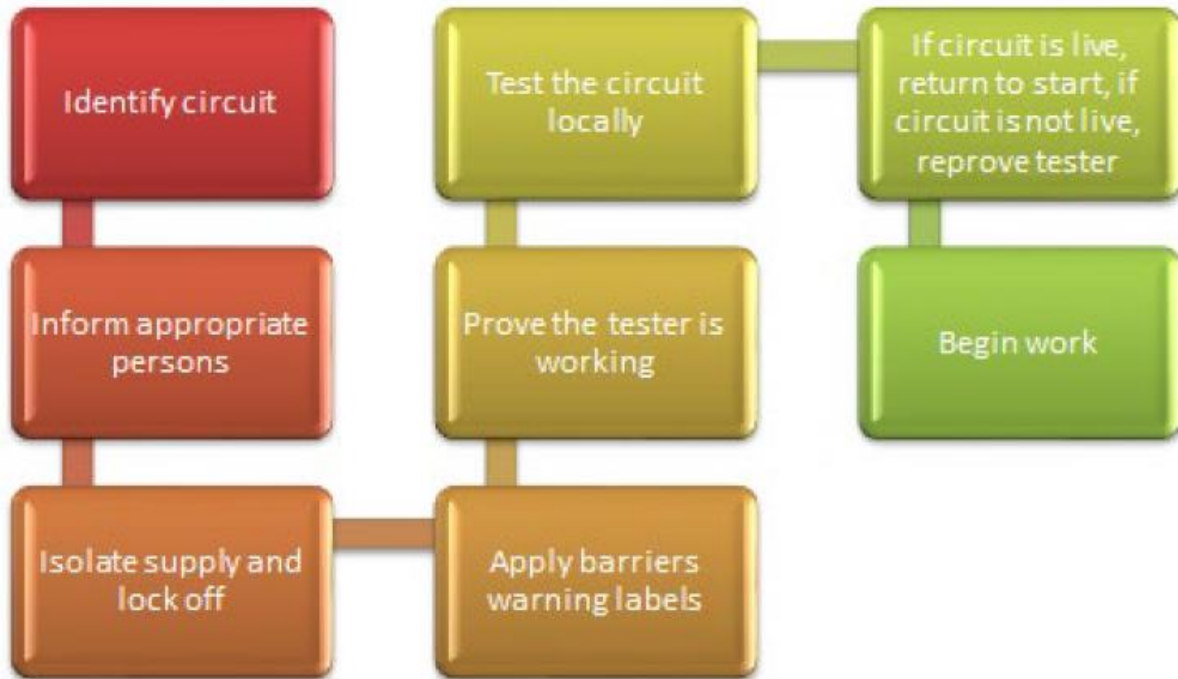 Identify circuit
Inform appropriate
persons
Isolate supply and
lock off
Apply barriers
warning labels
Prove the tester is
working
Test the circuit
locally
If circuit is live,
return to start, if
circuit is not live,
reprove tester
Begin work